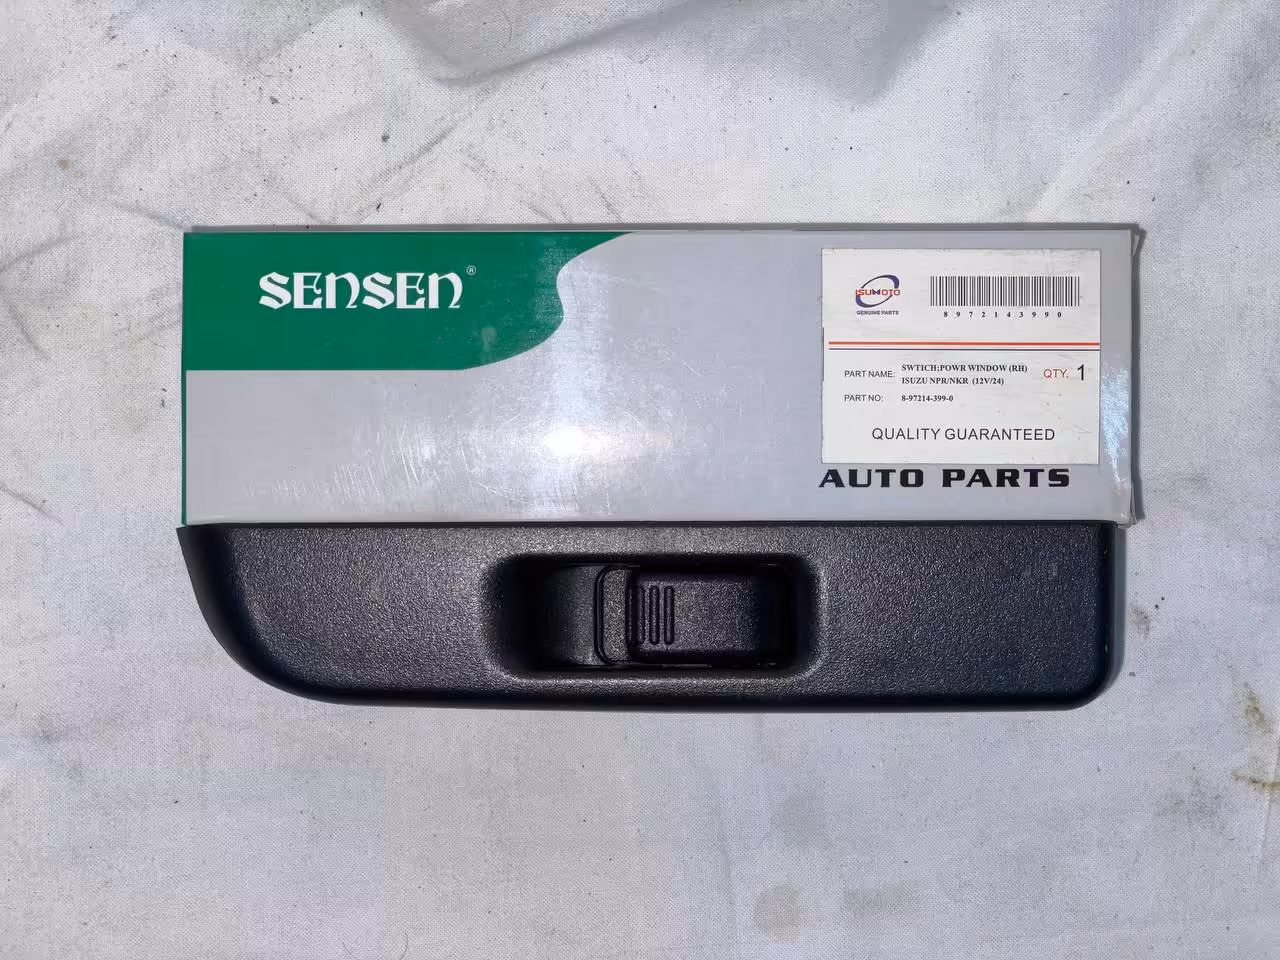 SENSEN®
ISUMOTO
GENUINE PARTS
8972143990
PART NAME: SWTICH;POWR WINDOW (RH) QTY. 1
ISUZU NPR/NKR (12V/24)
PART NO: 8-97214-399-0
QUALITY GUARANTEED
AUTO PARTS